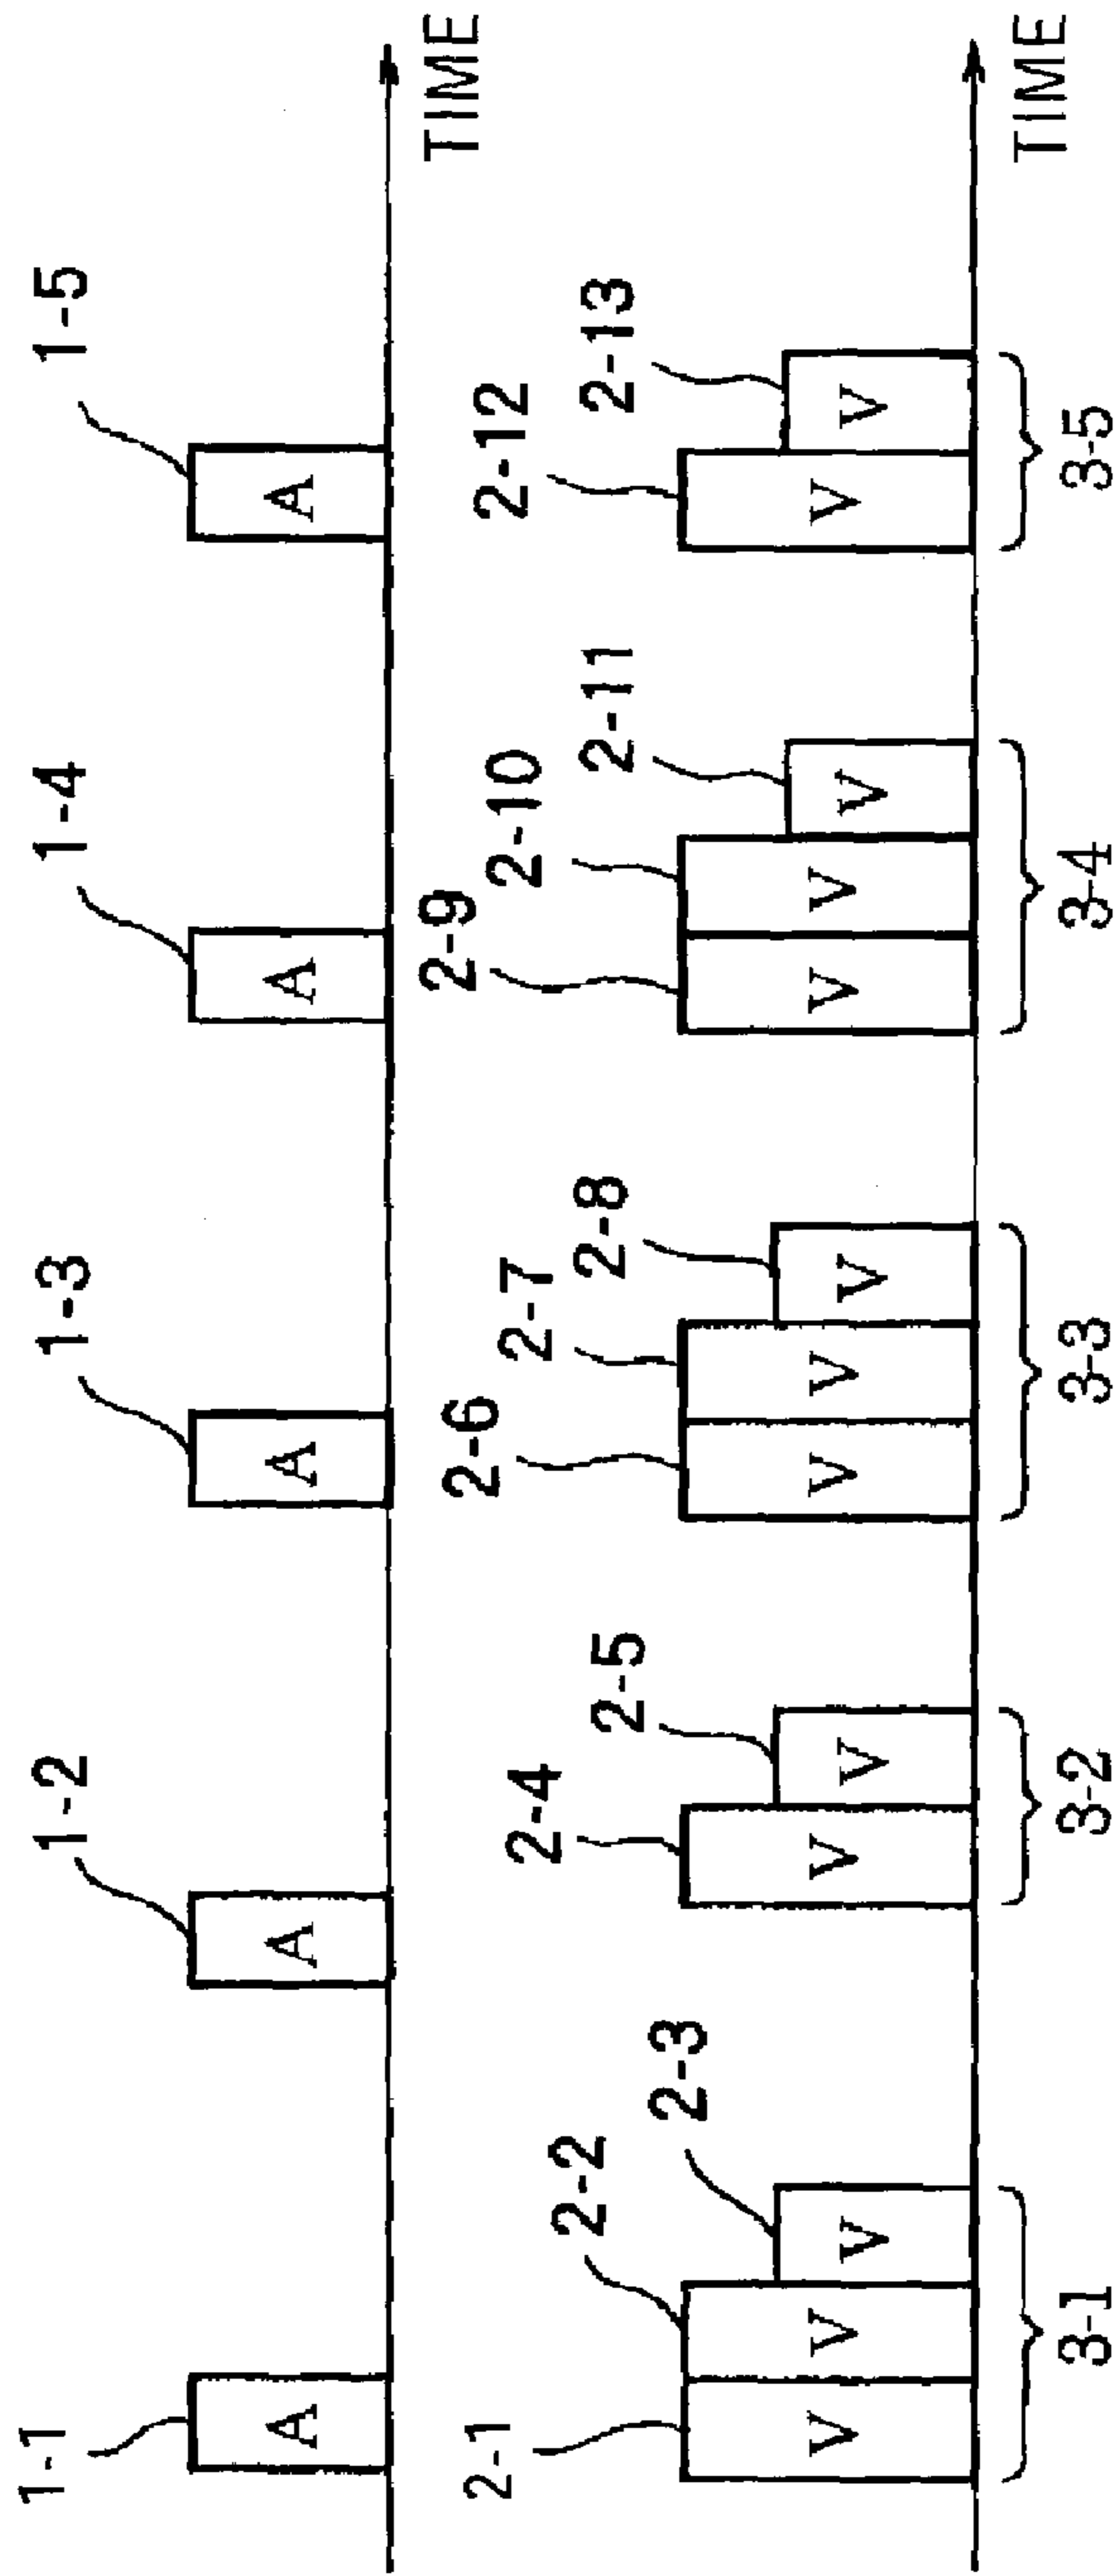 1-1 1-2 1-3 1-4 1-5
A A A A A
TIME
2-1 2-2 2-3 2-4 2-5 2-6 2-7 2-8 2-9 2-10 2-11 2-12 2-13
V V V V V V V V V V V V V
TIME
3-1 3-2 3-3 3-4 3-5